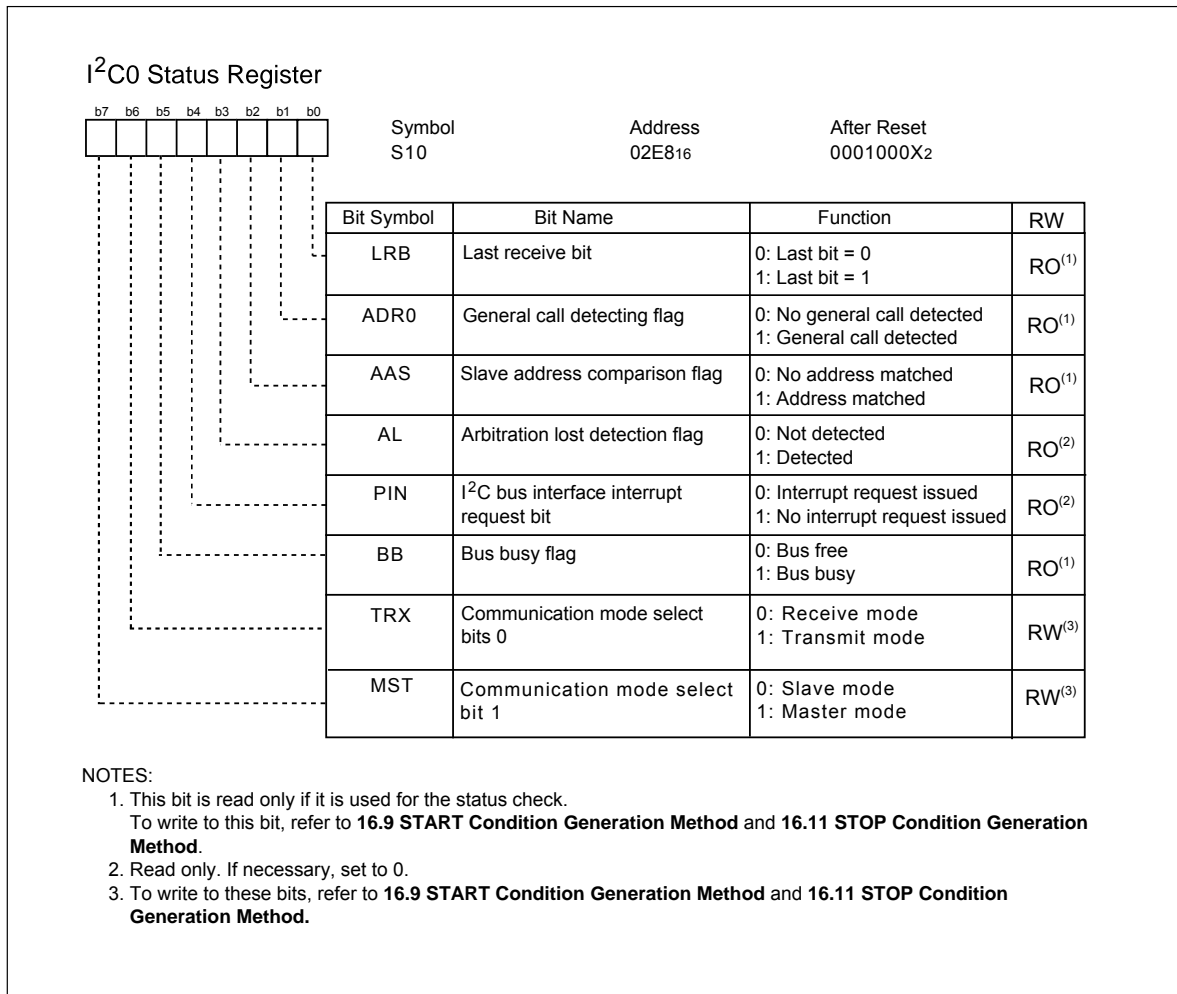 I2C0 Status Register
b7 b6 b5 b4 b3 b2 b1 b0
Symbol Address After Reset
S10 02E816 0001000X2
Bit Symbol Bit Name Function RW
LRB Last receive bit 0: Last bit = 0
1: Last bit = 1 RO(1)
ADR0 General call detecting flag 0: No general call detected
1: General call detected RO(1)
AAS Slave address comparison flag 0: No address matched
1: Address matched RO(1)
AL Arbitration lost detection flag 0: Not detected
1: Detected RO(2)
PIN I2C bus interface interrupt 0: Interrupt request issued
request bit 1: No interrupt request issued RO(2)
BB Bus busy flag 0: Bus free
1: Bus busy RO(1)
TRX Communication mode select 0: Receive mode
bits 0 1: Transmit mode RW(3)
MST Communication mode select 0: Slave mode
bit 1 1: Master mode RW(3)
NOTES:
1. This bit is read only if it is used for the status check.
To write to this bit, refer to 16.9 START Condition Generation Method and 16.11 STOP Condition Generation
Method.
2. Read only. If necessary, set to 0.
3. To write to these bits, refer to 16.9 START Condition Generation Method and 16.11 STOP Condition
Generation Method.